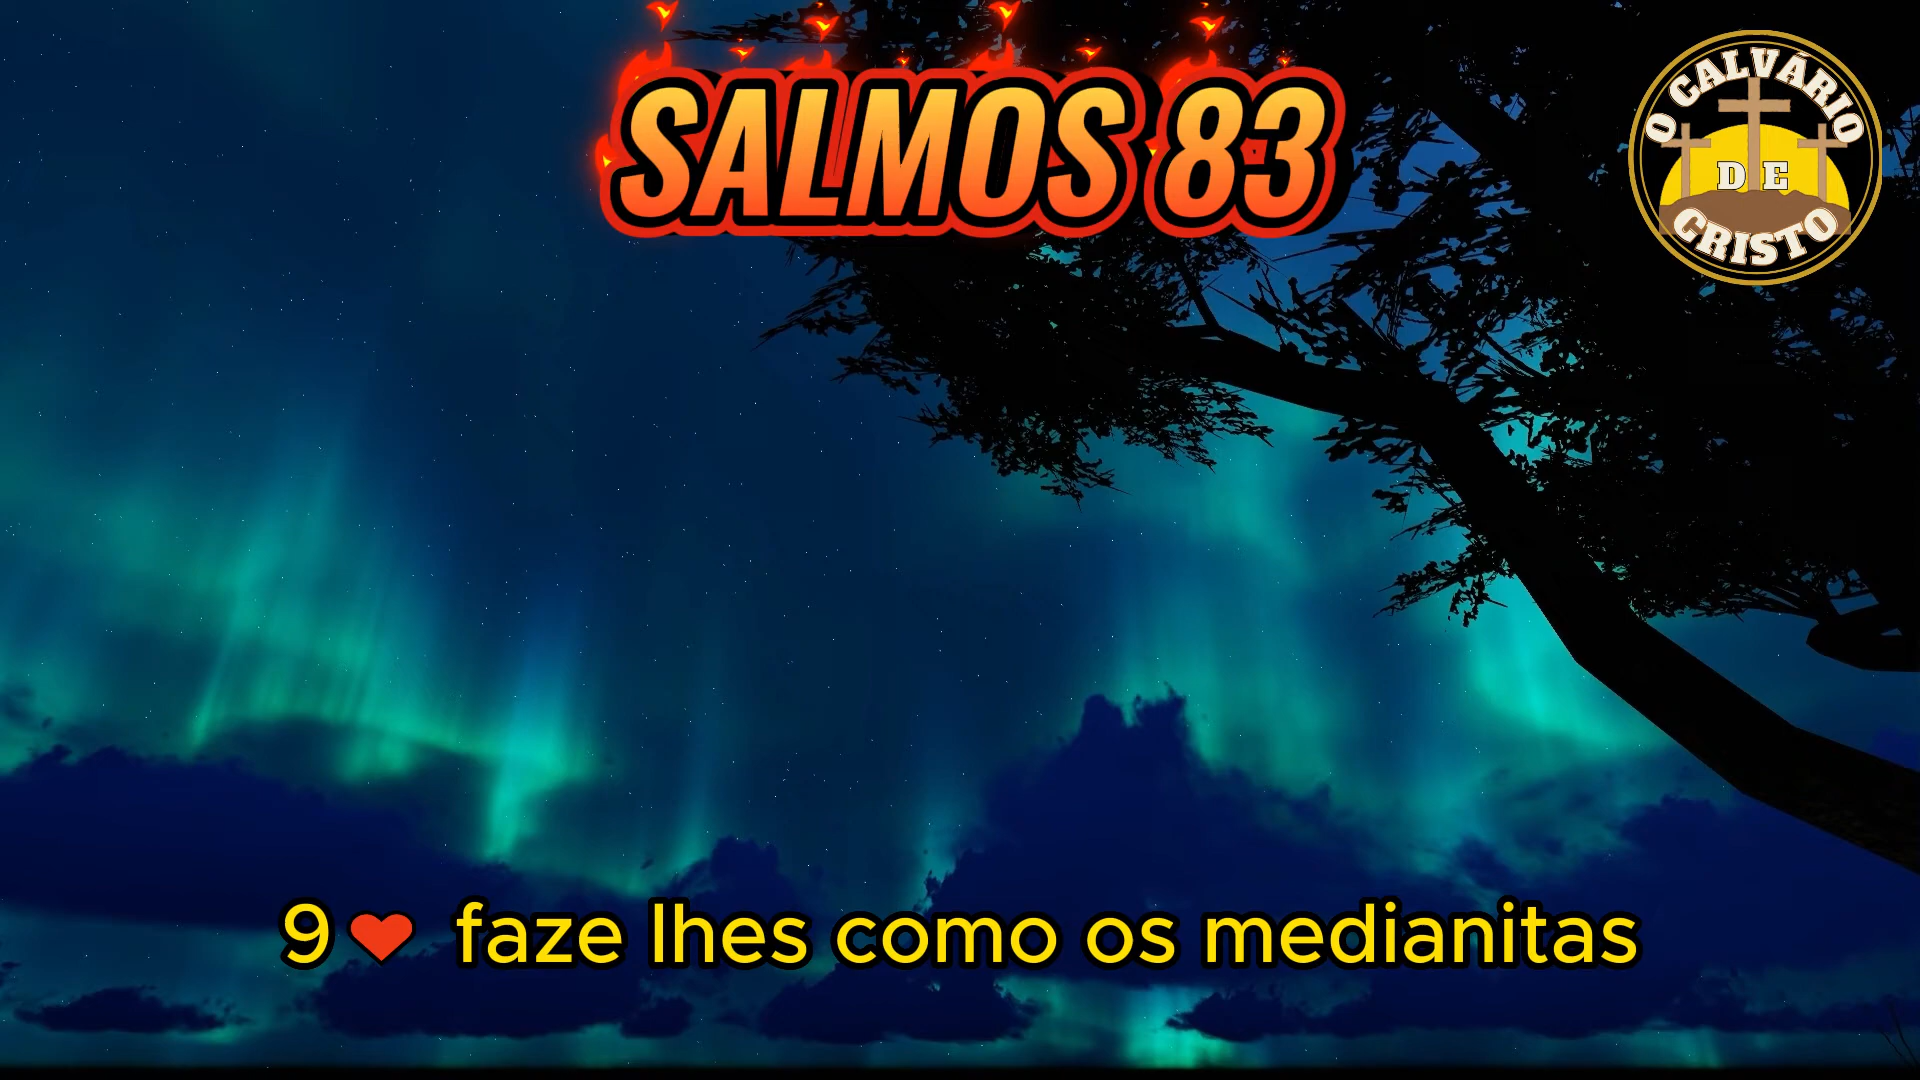 SALMOS 83
O CALVÁRIO
DE
CRISTO
9❤ faze lhes como os medianitas